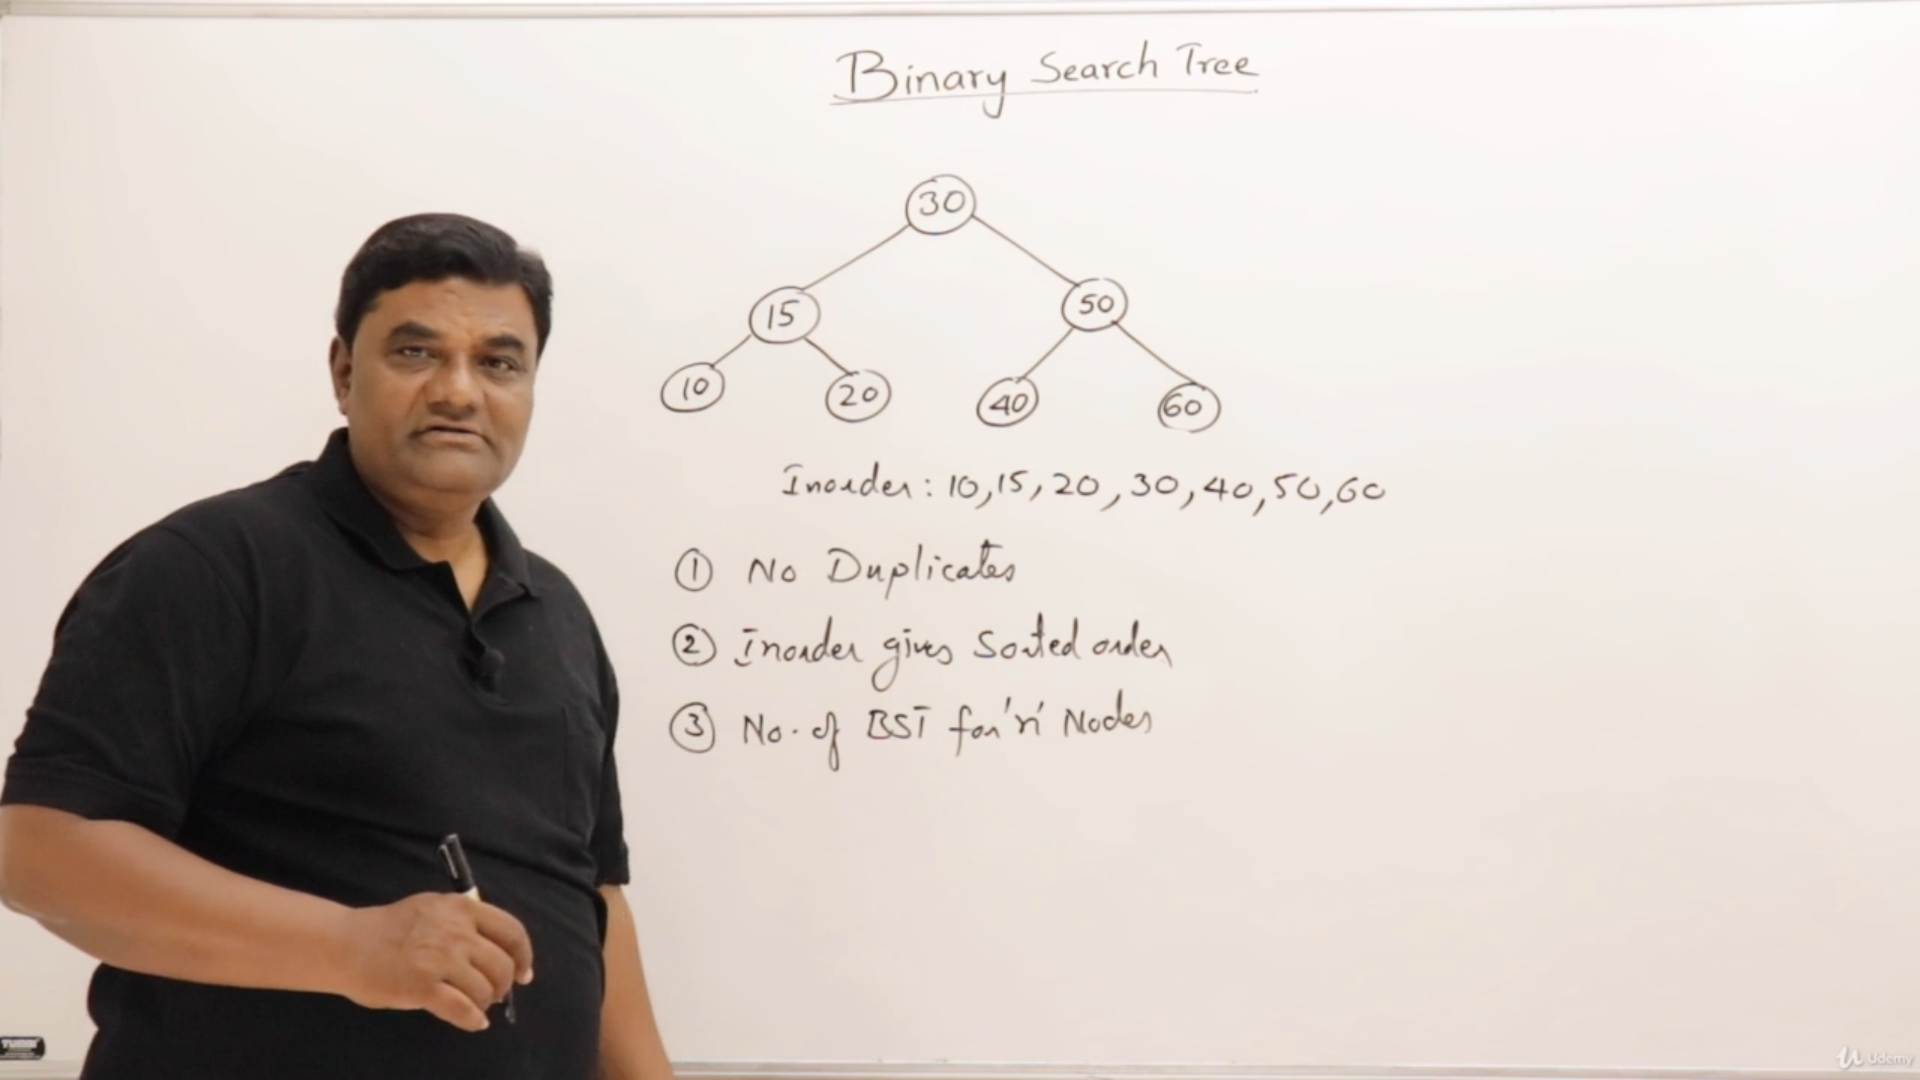 Binary Search Tree
30
15
50
10
20
40
60
Inorder: 10,15,20,30,40,50,60
① No Duplicates
② Inorder gives Sorted order
③ No. of BST for 'n' Nodes
Udemy